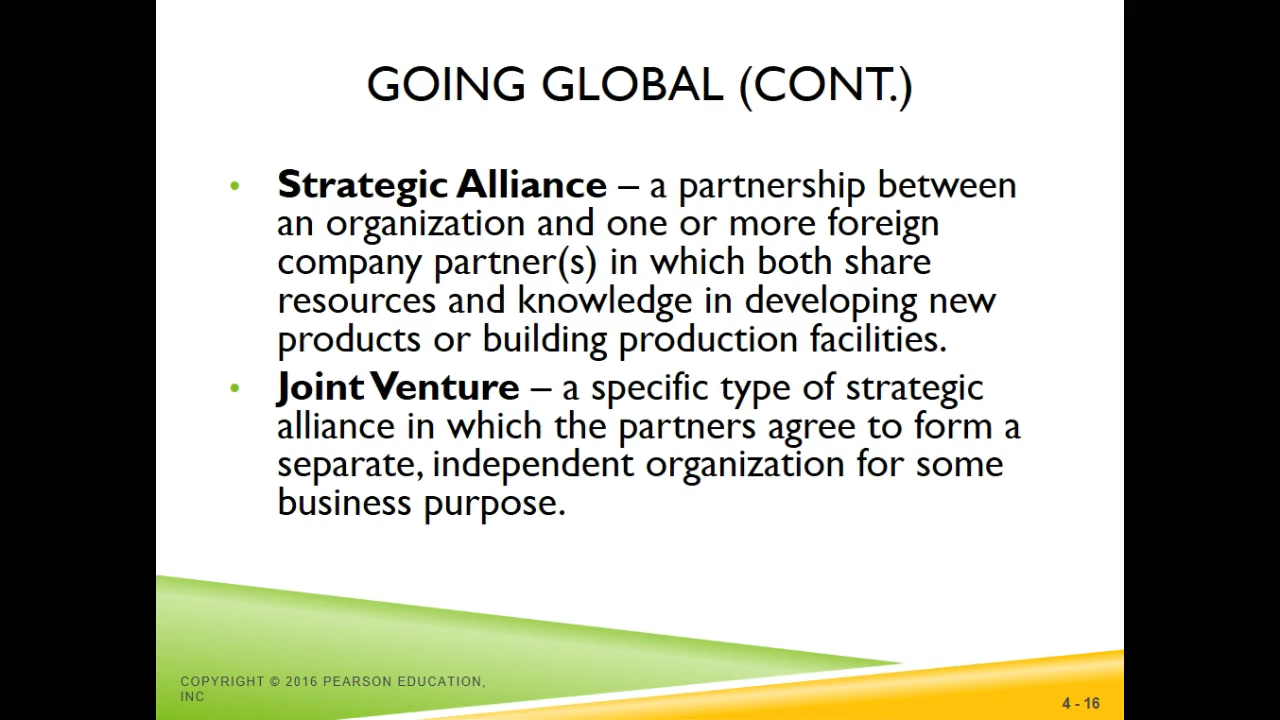 GOING GLOBAL (CONT.)
• Strategic Alliance – a partnership between
an organization and one or more foreign
company partner(s) in which both share
resources and knowledge in developing new
products or building production facilities.
• Joint Venture – a specific type of strategic
alliance in which the partners agree to form a
separate, independent organization for some
business purpose.
COPYRIGHT © 2016 PEARSON EDUCATION,
INC
4 - 16